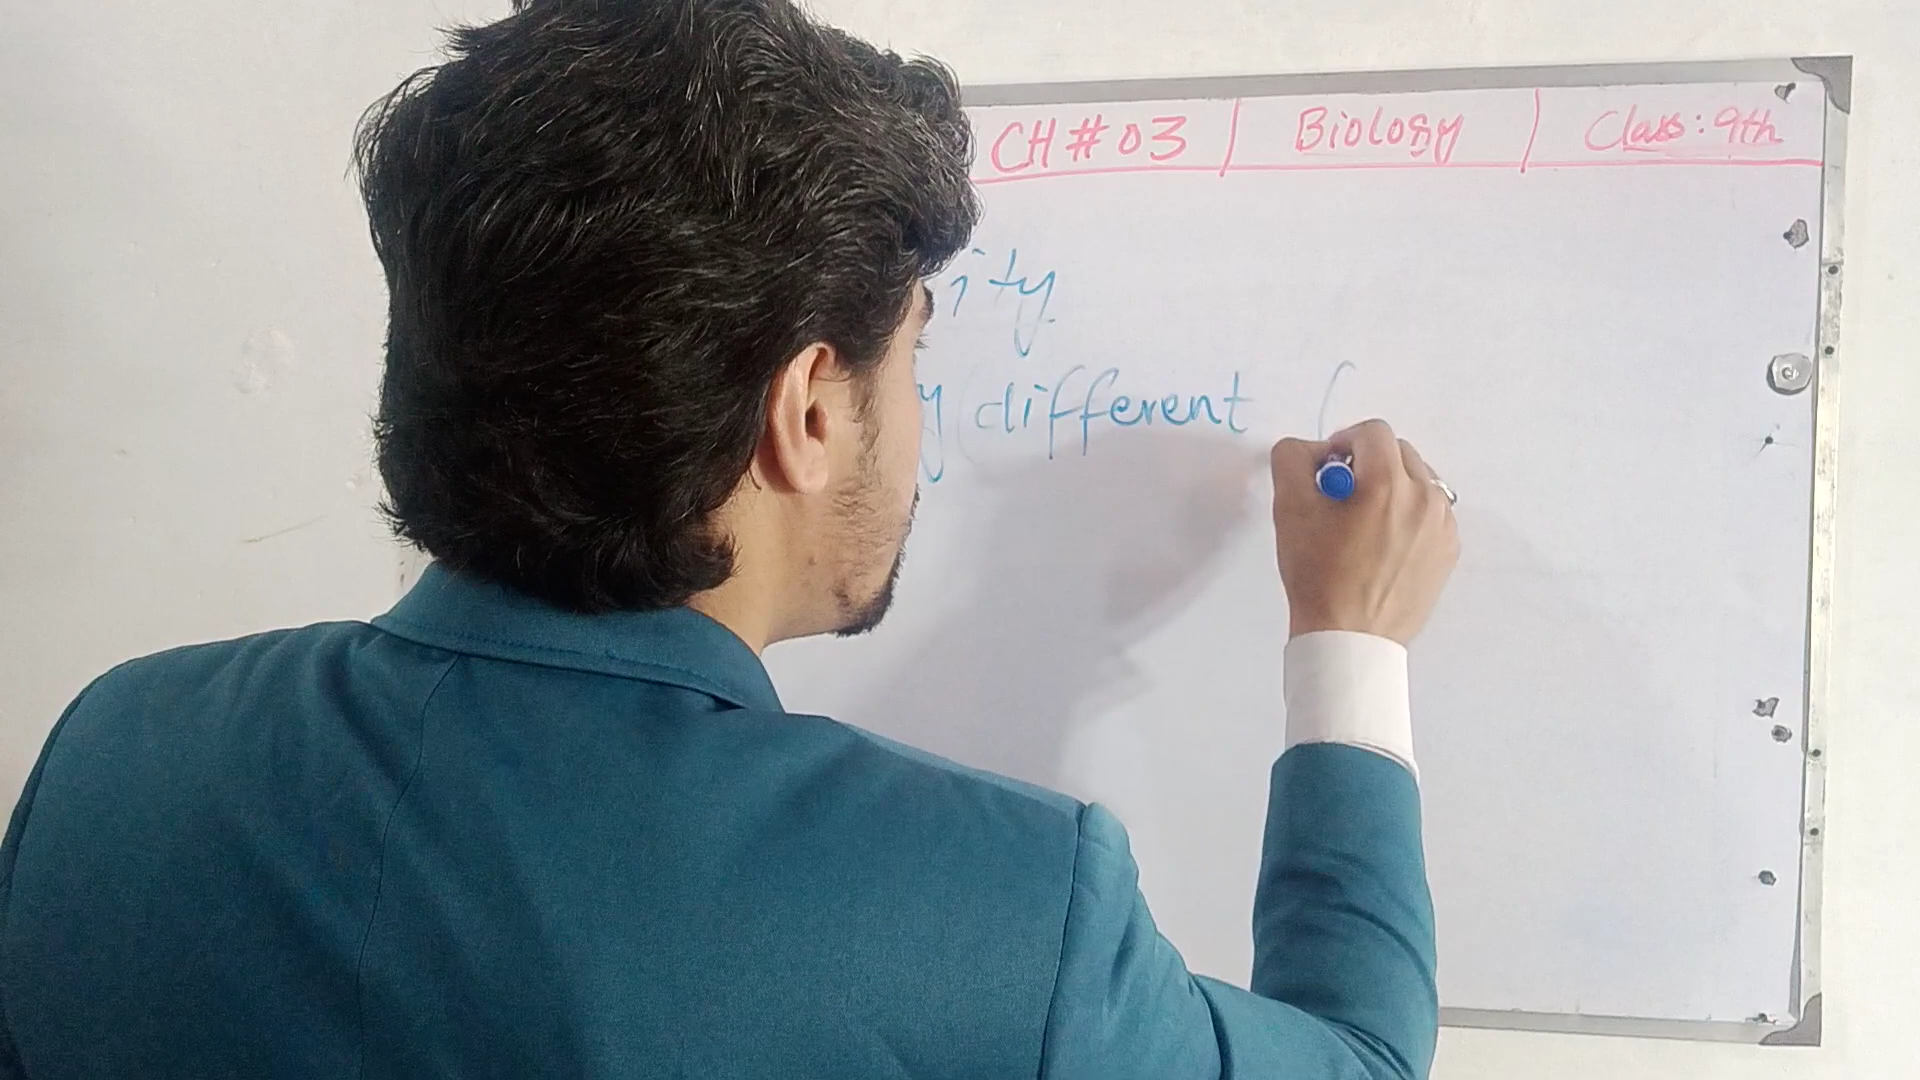 CH # 03 | Biology | Class: 9th
ity
y different (